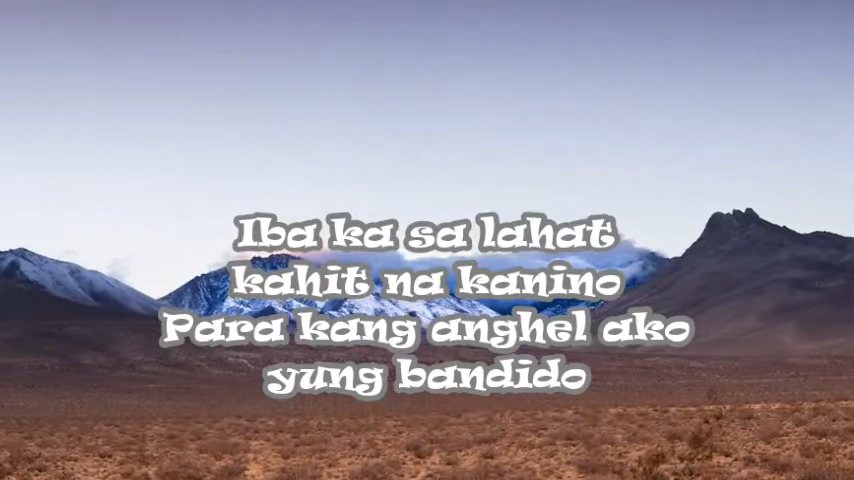 Iba ka sa lahat
kahit na kanino
Para kang anghel ako
yung bandido